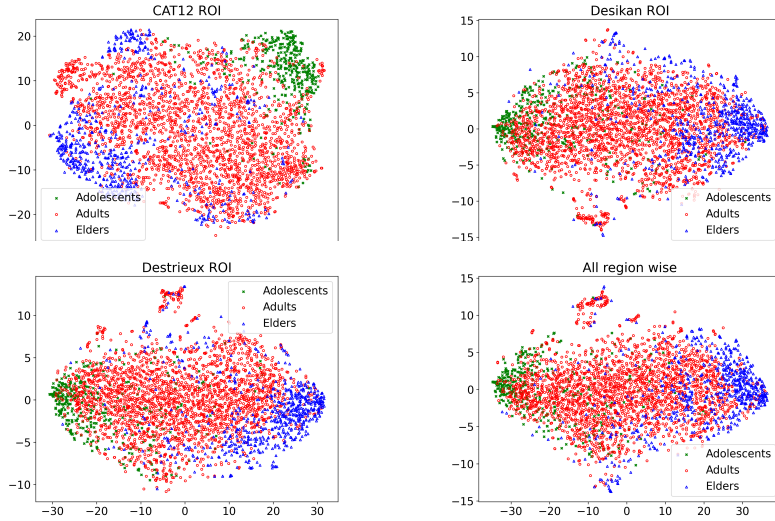 CAT12 ROI
20
10
0
−10
−20
Adolescents
Adults
Elders
Desikan ROI
15
10
5
0
−5
−10
−15
Adolescents
Adults
Elders
Destrieux ROI
10
5
0
−5
−10
−30 −20 −10 0 10 20 30
Adolescents
Adults
Elders
All region wise
15
10
5
0
−5
−10
−15
−30 −20 −10 0 10 20 30
Adolescents
Adults
Elders